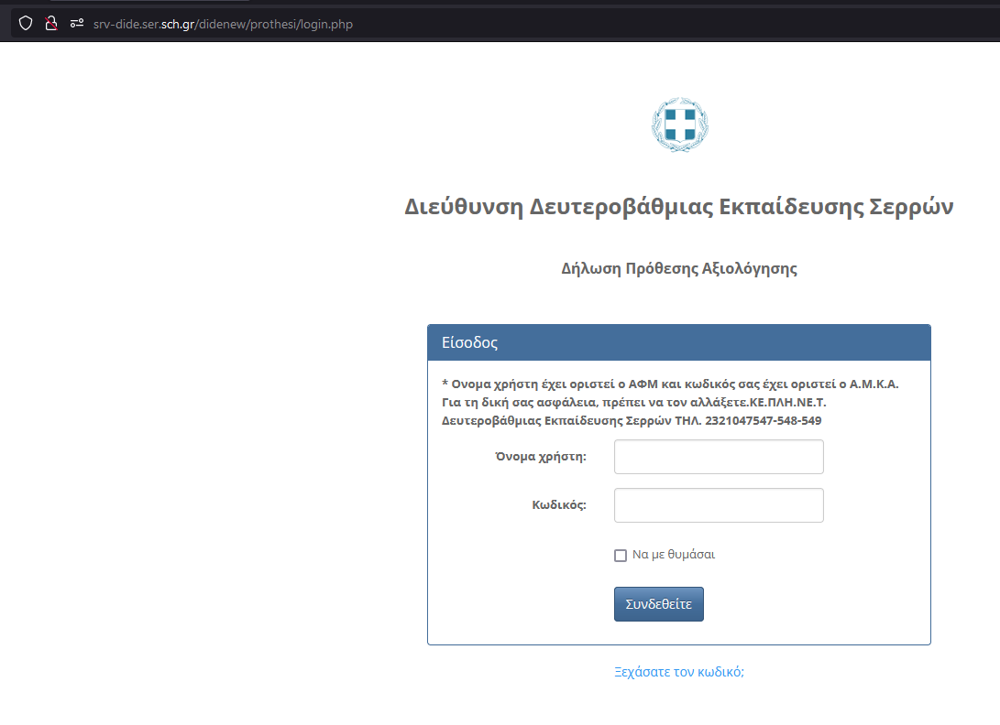 srv-dide.ser.sch.gr/didenew/prothesi/login.php
Διεύθυνση Δευτεροβάθμιας Εκπαίδευσης Σερρών
Δήλωση Πρόθεσης Αξιολόγησης
Είσοδος
* Ονομα χρήστη έχει οριστεί ο ΑΦΜ και κωδικός σας έχει οριστεί ο Α.Μ.Κ.Α.
Για τη δική σας ασφάλεια, πρέπει να τον αλλάξετε.ΚΕ.ΠΛΗ.ΝΕ.Τ.
Δευτεροβάθμιας Εκπαίδευσης Σερρών ΤΗΛ. 2321047547-548-549
Όνομα χρήστη:
Κωδικός:
Να με θυμάσαι
Συνδεθείτε
Ξεχάσατε τον κωδικό;